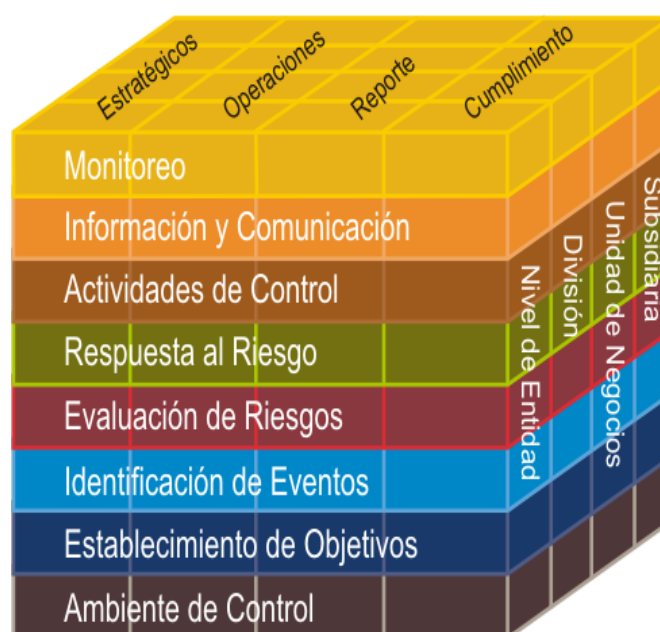 Estratégicos
Operaciones
Reporte
Cumplimiento
Monitoreo
Información y Comunicación
Actividades de Control
Respuesta al Riesgo
Evaluación de Riesgos
Identificación de Eventos
Establecimiento de Objetivos
Ambiente de Control
Nivel de Entidad
División
Unidad de Negocios
Subsidiaria